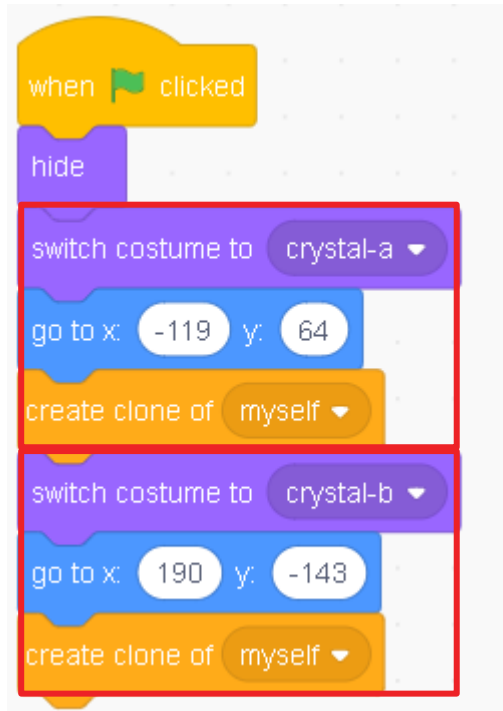 when clicked
hide
switch costume to crystal-a
go to x: -119 y: 64
create clone of myself
switch costume to crystal-b
go to x: 190 y: -143
create clone of myself